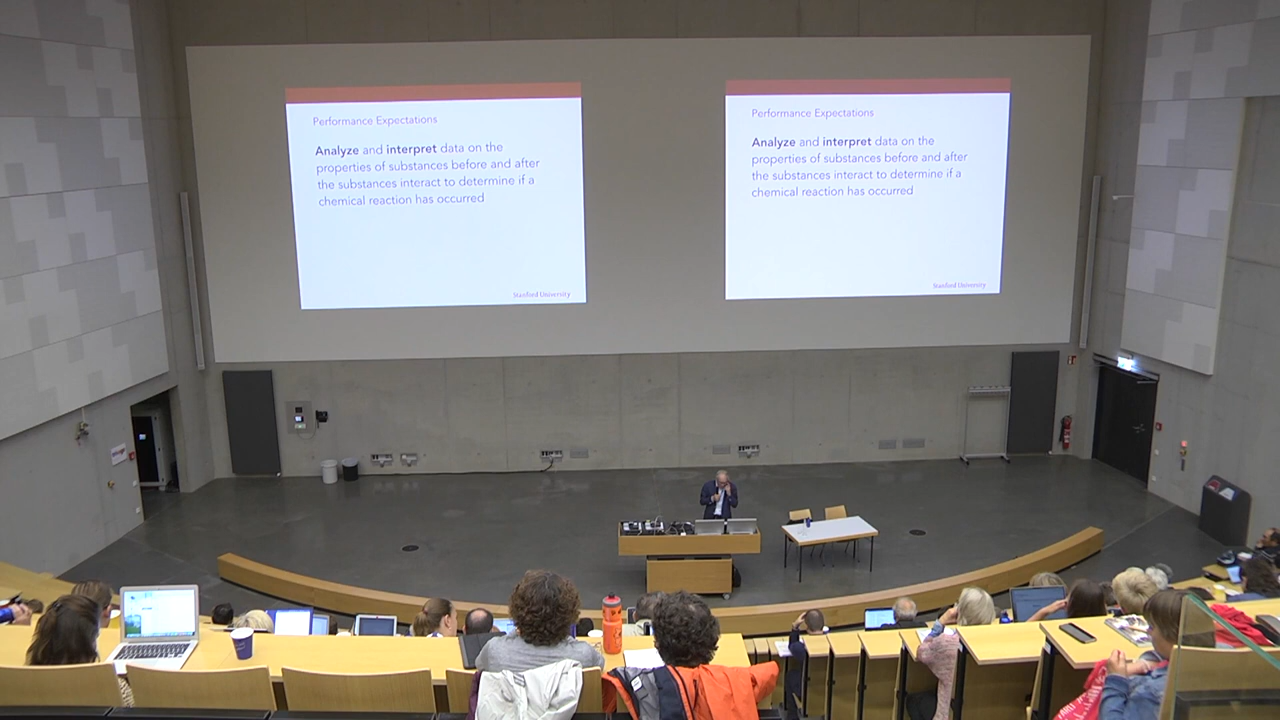 Performance Expectations
Analyze and interpret data on the
properties of substances before and after
the substances interact to determine if a
chemical reaction has occurred
Stanford University
Performance Expectations
Analyze and interpret data on the
properties of substances before and after
the substances interact to determine if a
chemical reaction has occurred
Stanford University